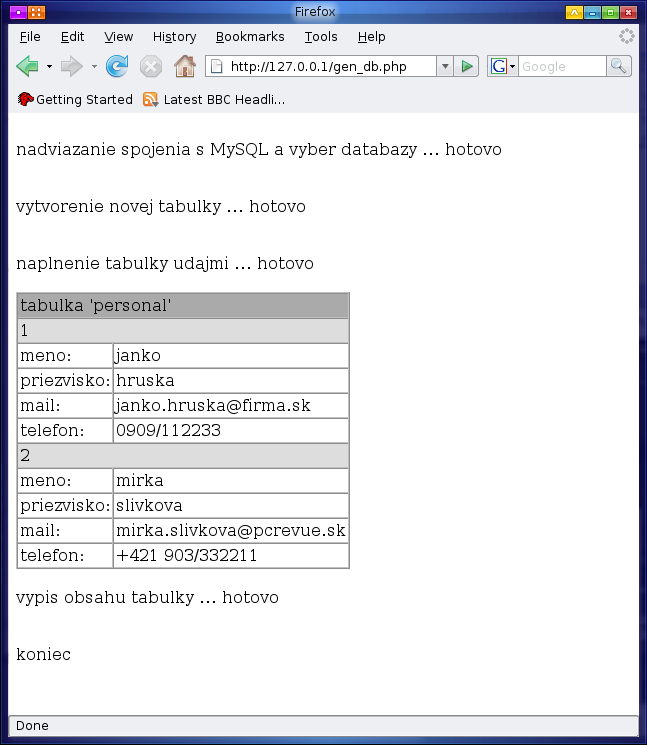 Firefox
File Edit View History Bookmarks Tools Help
http://127.0.0.1/gen_db.php G Google
Getting Started Latest BBC Headli...
nadviazanie spojenia s MySQL a vyber databazy ... hotovo
vytvorenie novej tabulky ... hotovo
naplnenie tabulky udajmi ... hotovo
tabulka 'personal'
1
meno: janko
priezvisko: hruska
mail: janko.hruska@firma.sk
telefon: 0909/112233
2
meno: mirka
priezvisko: slivkova
mail: mirka.slivkova@pcrevue.sk
telefon: +421 903/332211
vypis obsahu tabulky ... hotovo
koniec
Done